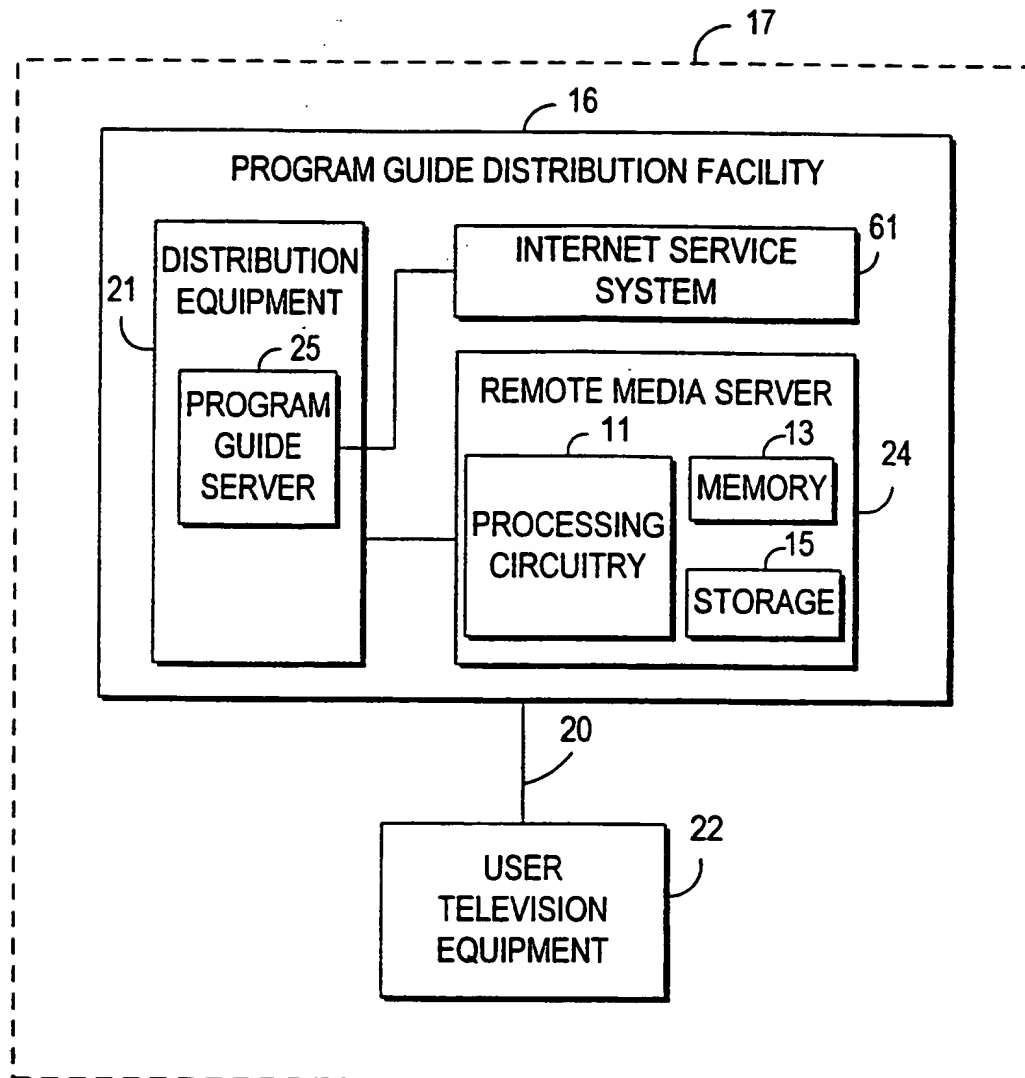 17
16
PROGRAM GUIDE DISTRIBUTION FACILITY
DISTRIBUTION
EQUIPMENT
21
25
PROGRAM
GUIDE
SERVER
INTERNET SERVICE
SYSTEM
61
REMOTE MEDIA SERVER
11
PROCESSING
CIRCUITRY
13
MEMORY
24
15
STORAGE
20
USER
TELEVISION
EQUIPMENT
22